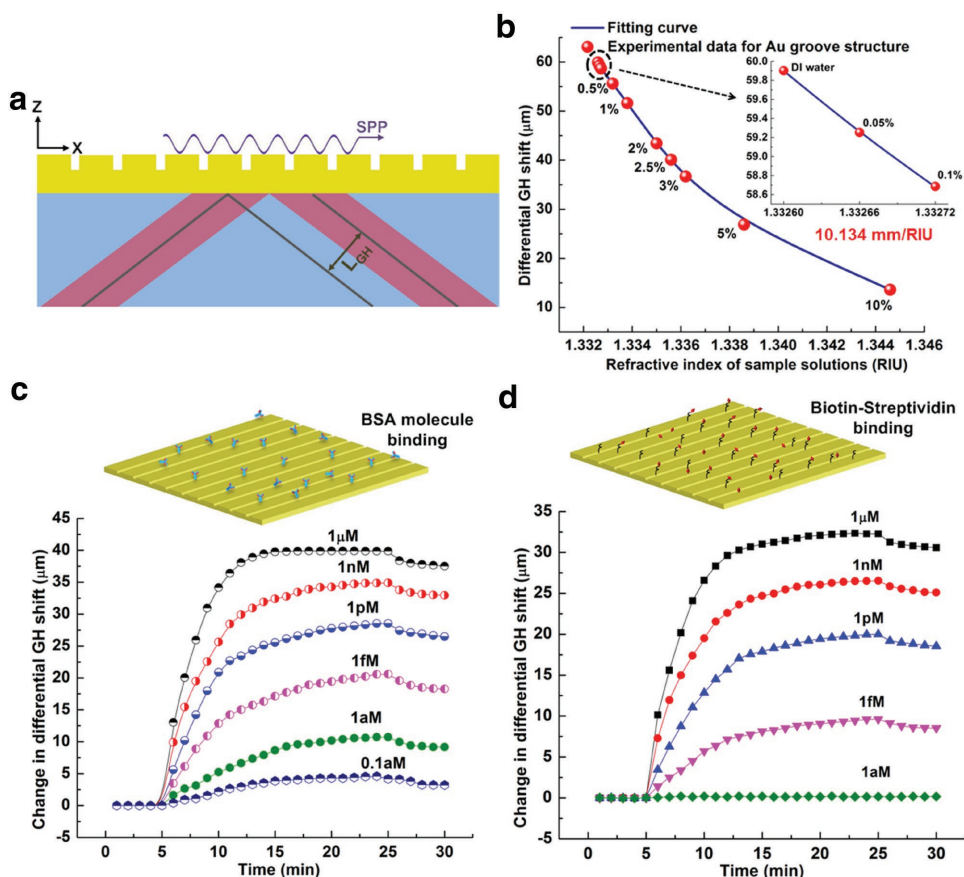 a
Z
X
SPP
L_GH
b
Fitting curve
Experimental data for Au groove structure
Differential GH shift (μm)
60
50
40
30
20
10
0.5%
1%
2%
2.5%
3%
5%
10%
1.332 1.334 1.336 1.338 1.340 1.342 1.344 1.346
Refractive index of sample solutions (RIU)
60.0
59.8
59.6
59.4
59.2
59.0
58.8
58.6
DI water
0.05%
0.1%
1.33260 1.33266 1.33272
10.134 mm/RIU
c
BSA molecule
binding
Change in differential GH shift (μm)
45
40
35
30
25
20
15
10
5
0
-5
1μM
1nM
1pM
1fM
1aM
0.1aM
0 5 10 15 20 25 30
Time (min)
d
Biotin-Streptividin
binding
Change in differential GH shift (μm)
35
30
25
20
15
10
5
0
-5
1μM
1nM
1pM
1fM
1aM
0 5 10 15 20 25 30
Time (min)